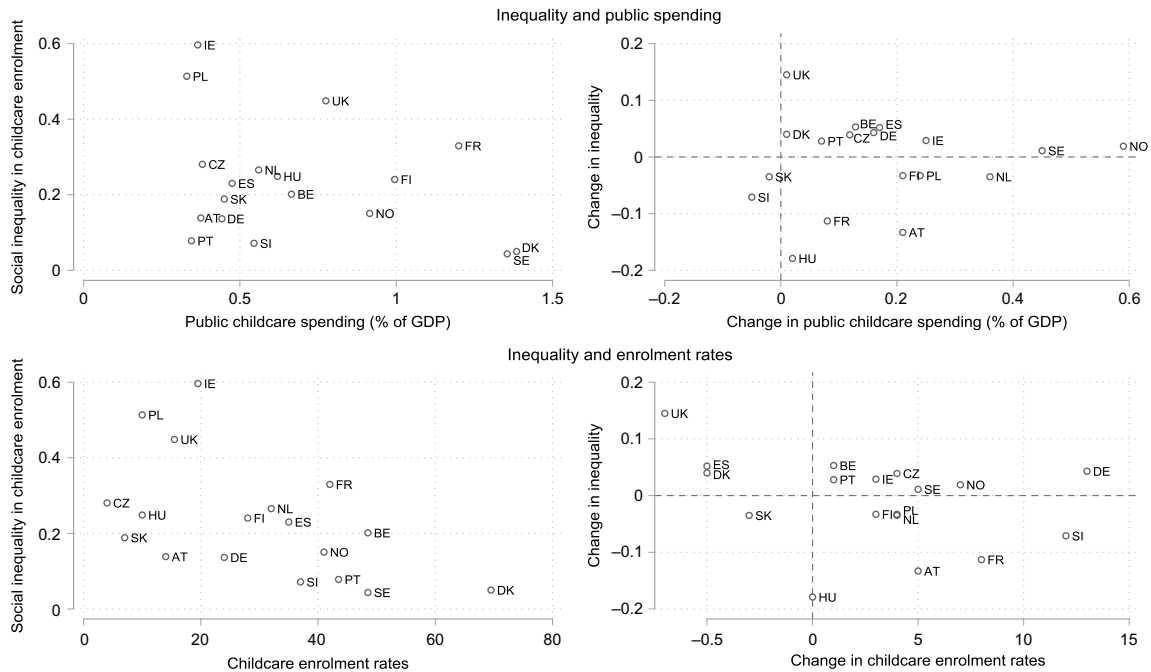 Inequality and public spending
Social inequality in childcare enrolment
0.6
0.4
0.2
0
IE
PL
UK
FR
CZ
NL
HU
ES
FI
BE
SK
AT
DE
NO
PT
SI
DK
SE
0
0.5
1
1.5
Public childcare spending (% of GDP)
Change in inequality
0.2
0.1
0
–0.1
–0.2
UK
BE
ES
DK
PT
CZ
DE
IE
SE
NO
SK
FI
PL
NL
SI
FR
AT
HU
–0.2
0
0.2
0.4
0.6
Change in public childcare spending (% of GDP)
Inequality and enrolment rates
Social inequality in childcare enrolment
0.6
0.4
0.2
0
IE
PL
UK
FR
CZ
NL
HU
FI
ES
BE
SK
AT
DE
NO
SI
PT
SE
DK
0
20
40
60
80
Childcare enrolment rates
Change in inequality
0.2
0.1
0
–0.1
–0.2
UK
ES
DK
BE
PT
IE
CZ
SE
NO
DE
SK
FI
PL
NL
SI
FR
AT
HU
–0.5
0
5
10
15
Change in childcare enrolment rates